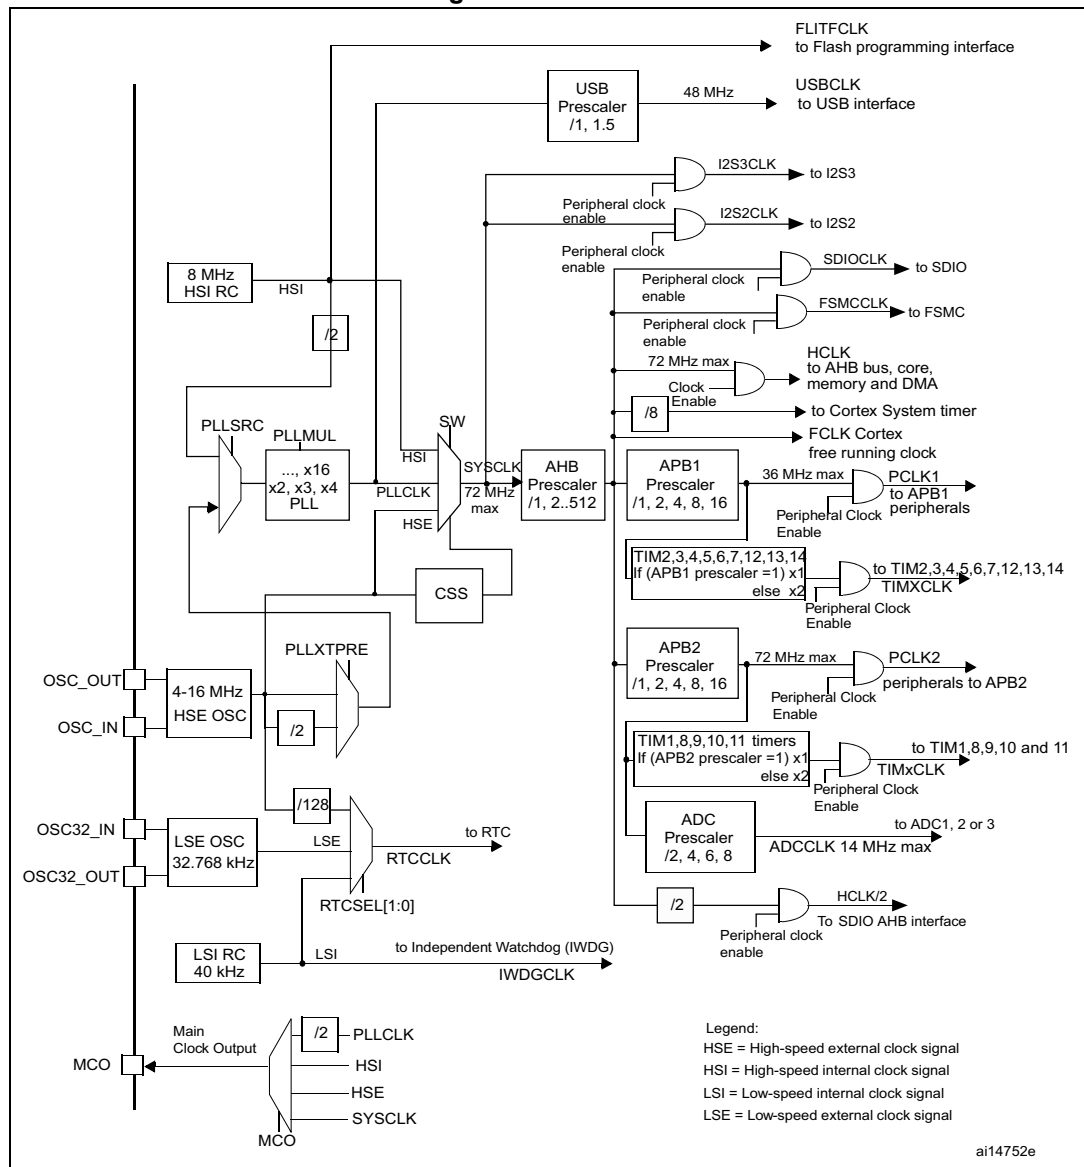 FLITFCLK
to Flash programming interface
USB
Prescaler
/1, 1.5
48 MHz
USBCLK
to USB interface
I2S3CLK
to I2S3
Peripheral clock
enable
I2S2CLK
to I2S2
Peripheral clock
enable
8 MHz
HSI RC
HSI
SDIOCLK
to SDIO
Peripheral clock
enable
FSMCCLK
to FSMC
Peripheral clock
enable
/2
72 MHz max
HCLK
to AHB bus, core,
memory and DMA
Clock
Enable
/8
to Cortex System timer
FCLK Cortex
free running clock
PLLSRC
PLLMUL
..., x16
x2, x3, x4
PLL
SW
HSI
PLLCLK
HSE
SYSCLK
72 MHz
max
AHB
Prescaler
/1, 2..512
APB1
Prescaler
/1, 2, 4, 8, 16
36 MHz max
PCLK1
to APB1
peripherals
Peripheral Clock
Enable
TIM2,3,4,5,6,7,12,13,14
If (APB1 prescaler =1) x1
else x2
to TIM2,3,4,5,6,7,12,13,14
TIMXCLK
Peripheral Clock
Enable
CSS
PLLXTPRE
OSC_OUT
OSC_IN
4-16 MHz
HSE OSC
/2
APB2
Prescaler
/1, 2, 4, 8, 16
72 MHz max
PCLK2
peripherals to APB2
Peripheral Clock
Enable
TIM1,8,9,10,11 timers
If (APB2 prescaler =1) x1
else x2
to TIM1,8,9,10 and 11
TIMxCLK
Peripheral Clock
Enable
/128
OSC32_IN
OSC32_OUT
LSE OSC
32.768 kHz
LSE
to RTC
RTCCLK
RTCSEL[1:0]
ADC
Prescaler
/2, 4, 6, 8
to ADC1, 2 or 3
ADCCLK 14 MHz max
/2
HCLK/2
To SDIO AHB interface
Peripheral clock
enable
LSI RC
40 kHz
LSI
to Independent Watchdog (IWDG)
IWDGCLK
MCO
Main
Clock Output
/2
PLLCLK
HSI
HSE
SYSCLK
MCO
Legend:
HSE = High-speed external clock signal
HSI = High-speed internal clock signal
LSI = Low-speed internal clock signal
LSE = Low-speed external clock signal
ai14752e